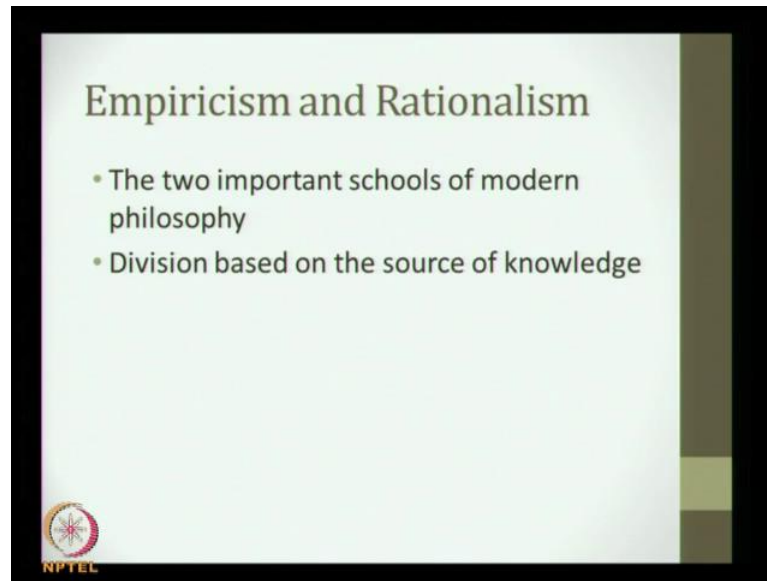 Empiricism and Rationalism
• The two important schools of modern
philosophy
• Division based on the source of knowledge
NPTEL